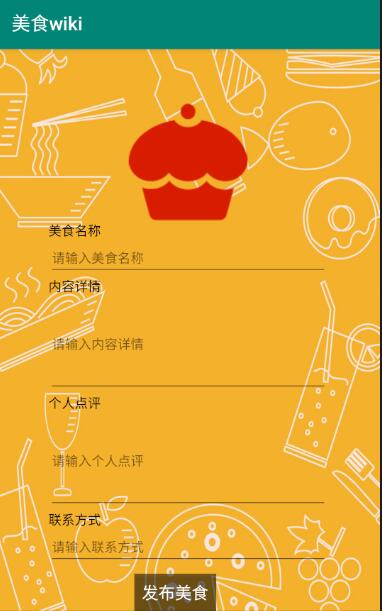 美食wiki
美食名称
请输入美食名称
内容详情
请输入内容详情
个人点评
请输入个人点评
联系方式
请输入联系方式
发布美食